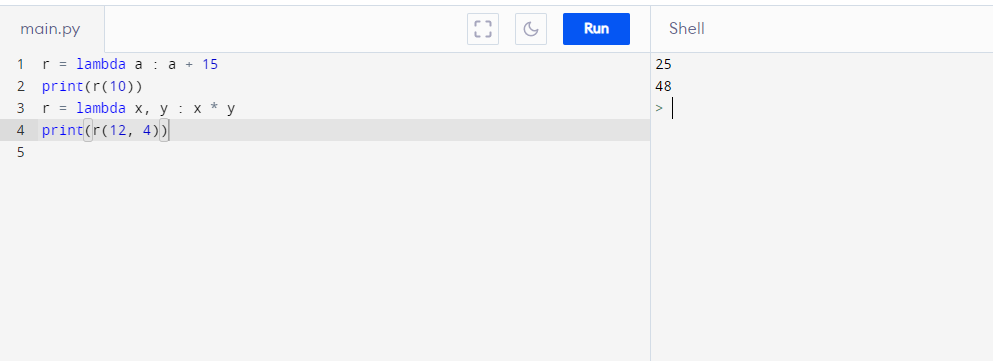 main.py
Run
Shell
1 r = lambda a : a + 15
2 print(r(10))
3 r = lambda x, y : x * y
4 print(r(12, 4))
5
25
48
>